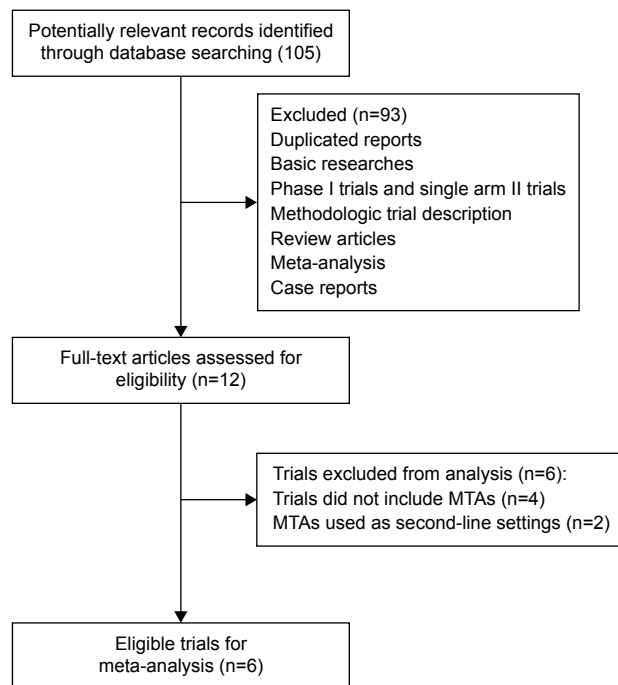 Potentially relevant records identified
through database searching (105)
Excluded (n=93)
Duplicated reports
Basic researches
Phase I trials and single arm II trials
Methodologic trial description
Review articles
Meta-analysis
Case reports
Full-text articles assessed for
eligibility (n=12)
Trials excluded from analysis (n=6):
Trials did not include MTAs (n=4)
MTAs used as second-line settings (n=2)
Eligible trials for
meta-analysis (n=6)